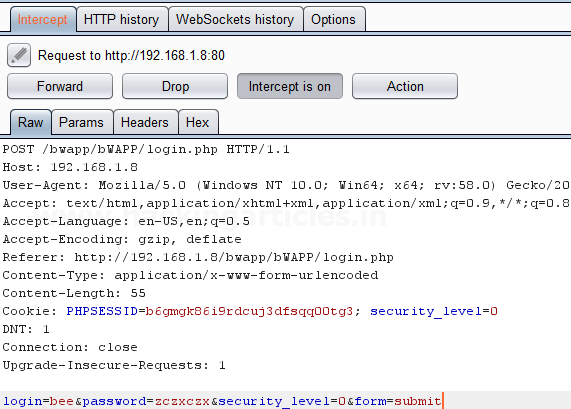 Intercept HTTP history WebSockets history Options
Request to http://192.168.1.8:80
Forward Drop Intercept is on Action
Raw Params Headers Hex
POST /bwapp/bWAPP/login.php HTTP/1.1
Host: 192.168.1.8
User-Agent: Mozilla/5.0 (Windows NT 10.0; Win64; x64; rv:58.0) Gecko/20
Accept: text/html,application/xhtml+xml,application/xml;q=0.9,*/*;q=0.8
Accept-Language: en-US,en;q=0.5
Accept-Encoding: gzip, deflate
Referer: http://192.168.1.8/bwapp/bWAPP/login.php
Content-Type: application/x-www-form-urlencoded
Content-Length: 55
Cookie: PHPSESSID=b6gmgk86i9rdcuj3dfsqq00tg3; security_level=0
DNT: 1
Connection: close
Upgrade-Insecure-Requests: 1
login=bee&password=zczxczx&security_level=0&form=submit